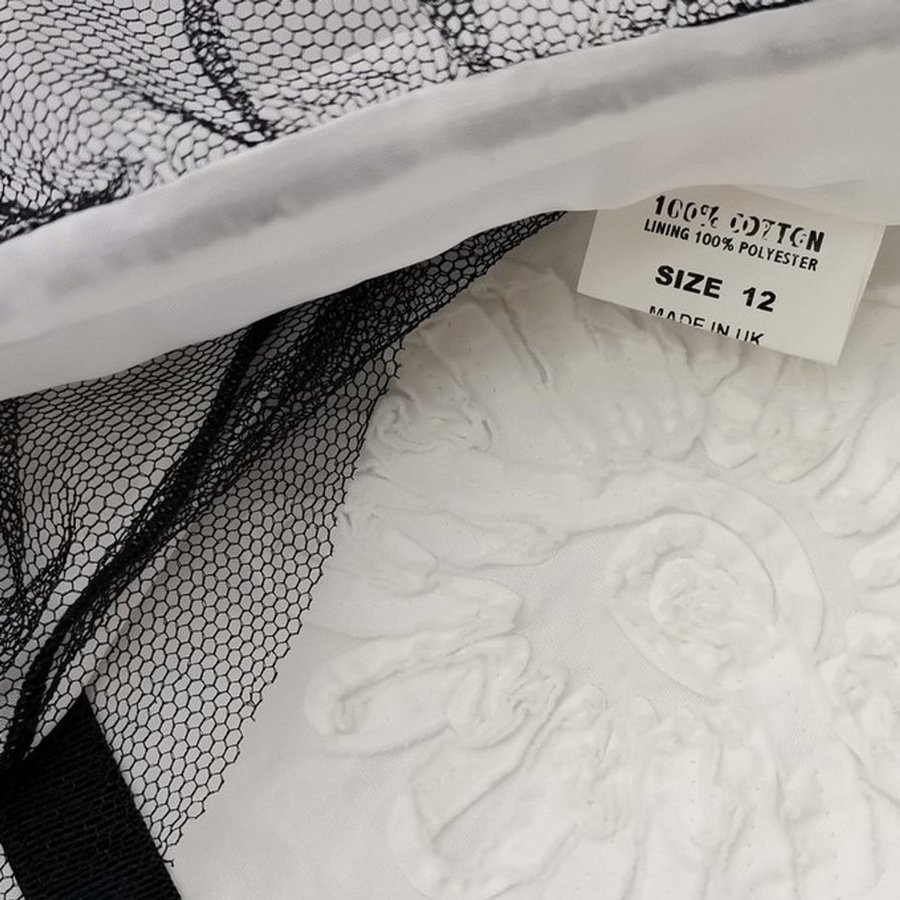 100% COTTON
LINING 100% POLYESTER
SIZE 12
MADE IN UK